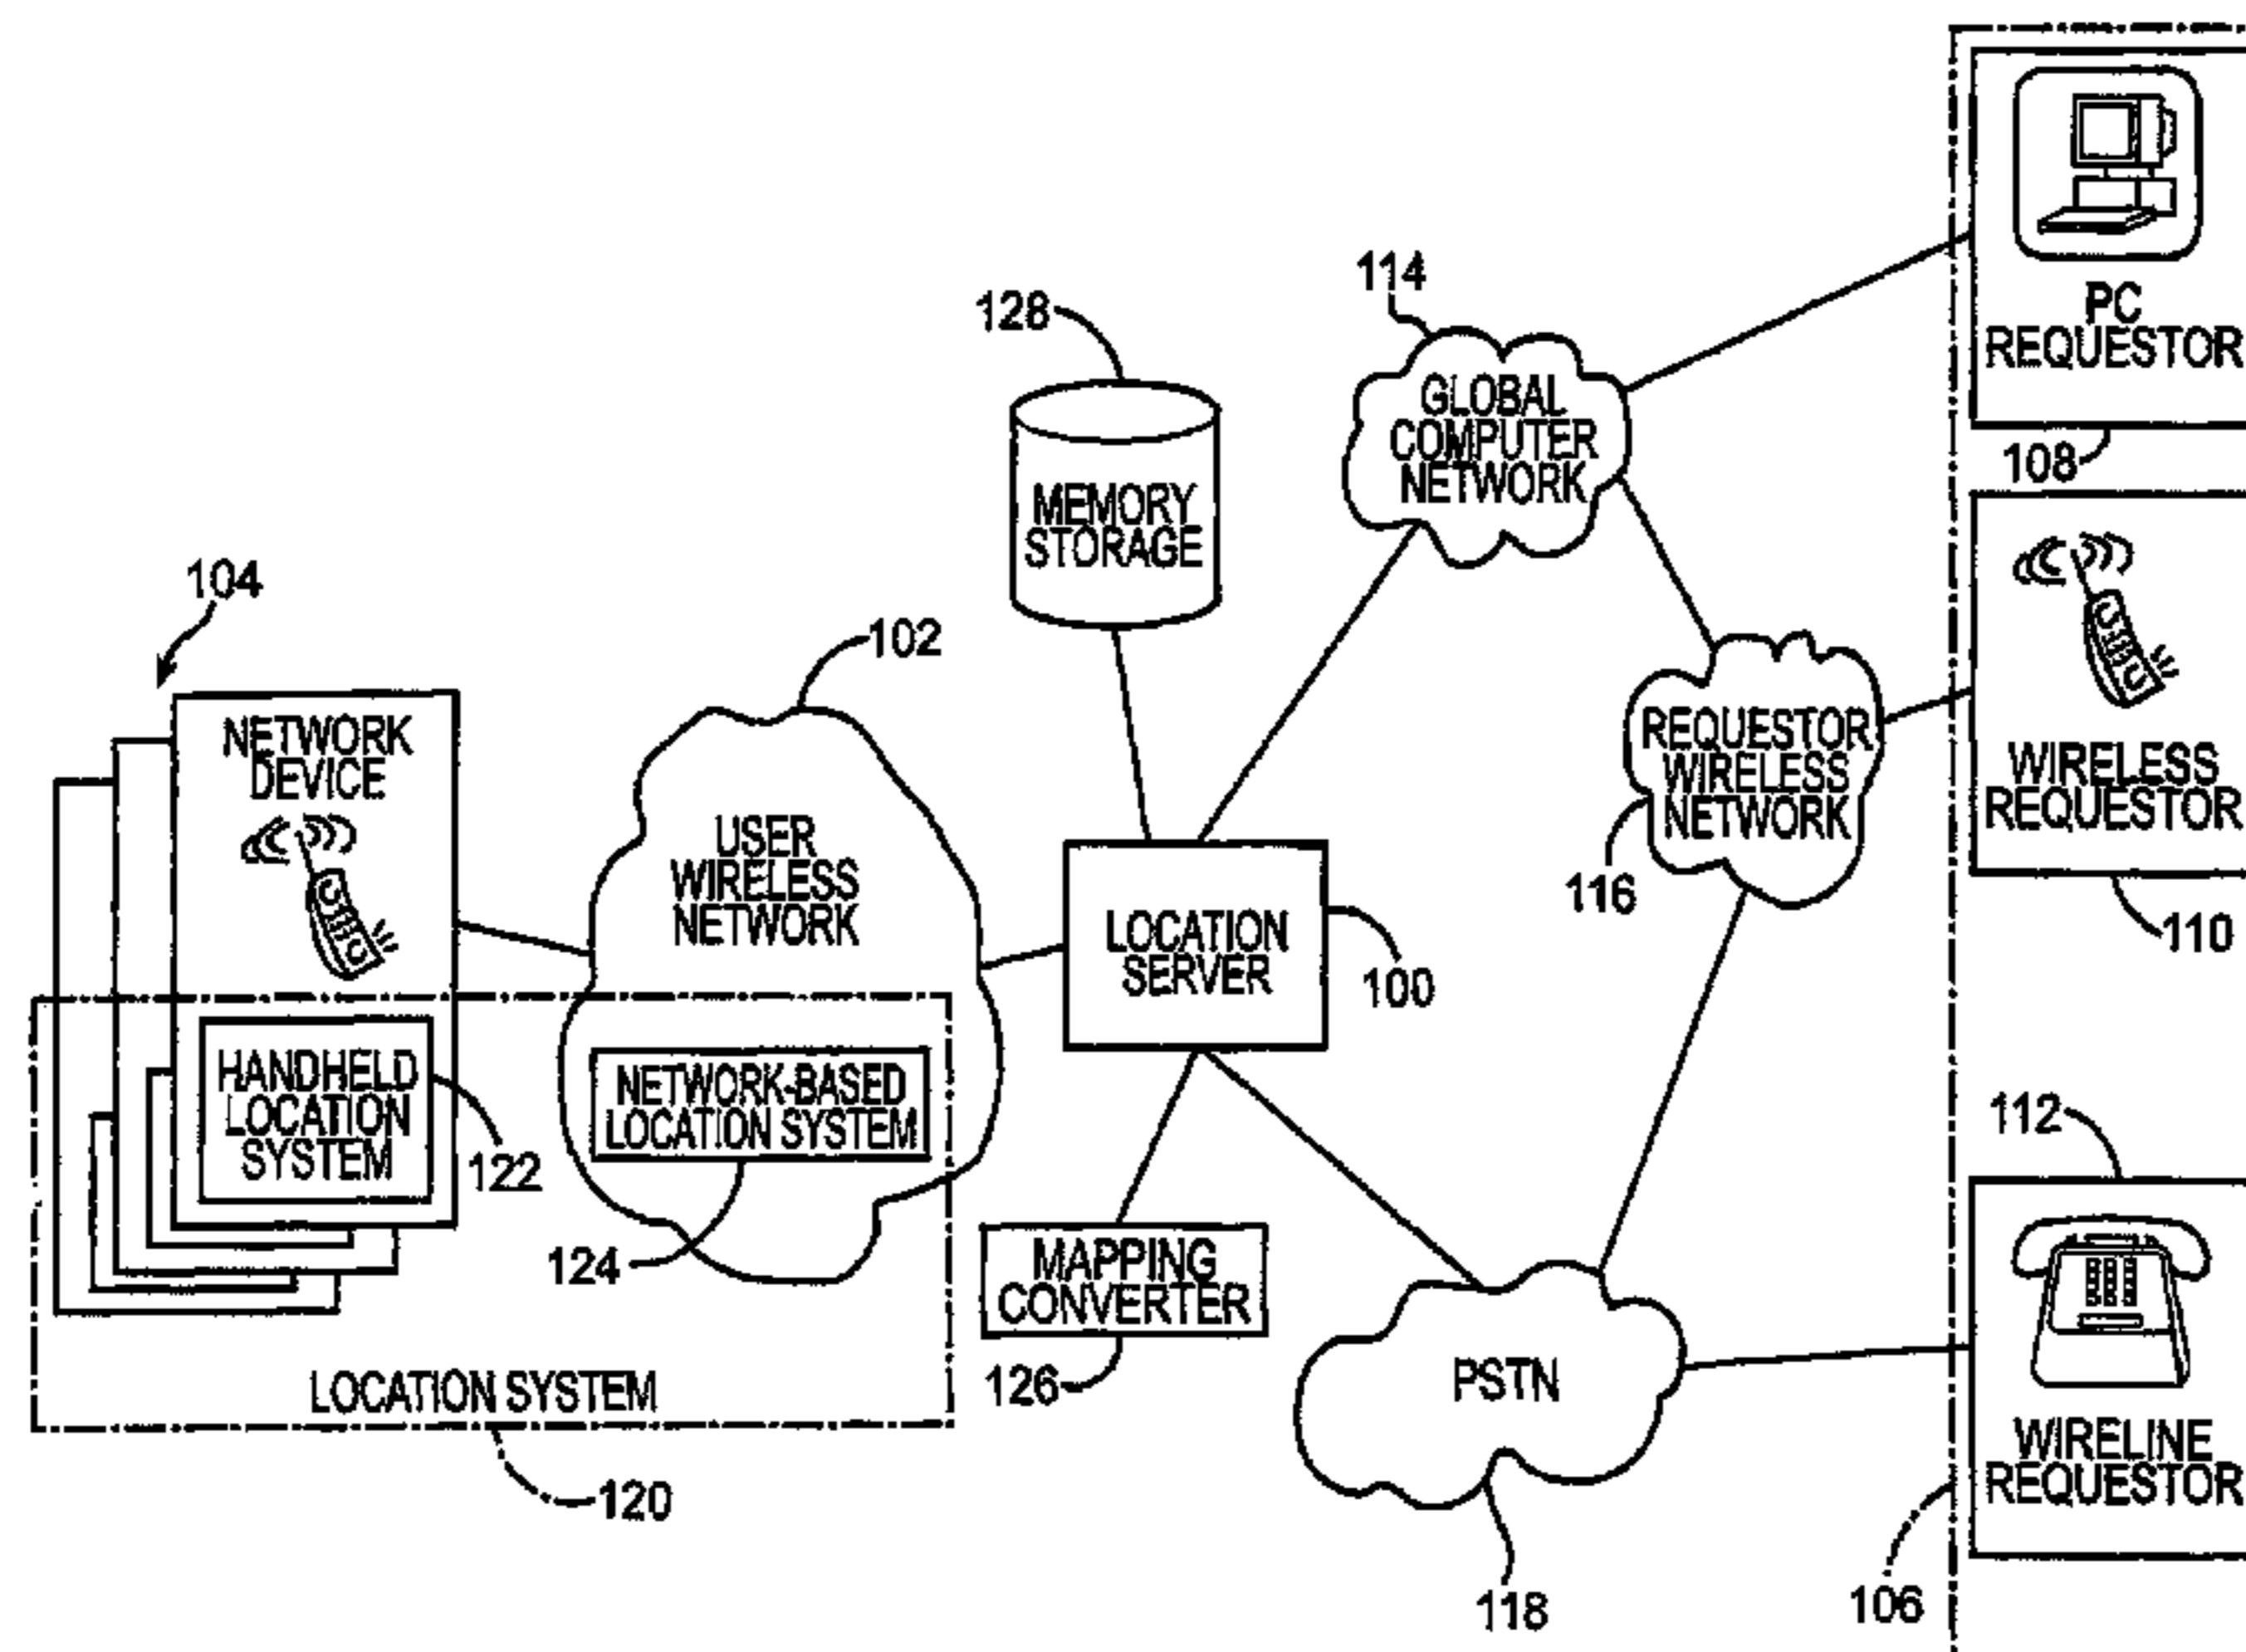 PC
REQUESTOR
108
114
GLOBAL
COMPUTER
NETWORK
128
MEMORY
STORAGE
104
NETWORK
DEVICE
102
USER
WIRELESS
NETWORK
LOCATION
SERVER
100
REQUESTOR
WIRELESS
NETWORK
116
WIRELESS
REQUESTOR
110
HANDHELD
LOCATION
SYSTEM
122
NETWORK-BASED
LOCATION SYSTEM
124
MAPPING
CONVERTER
126
LOCATION SYSTEM
120
PSTN
118
112
WIRELINE
REQUESTOR
106